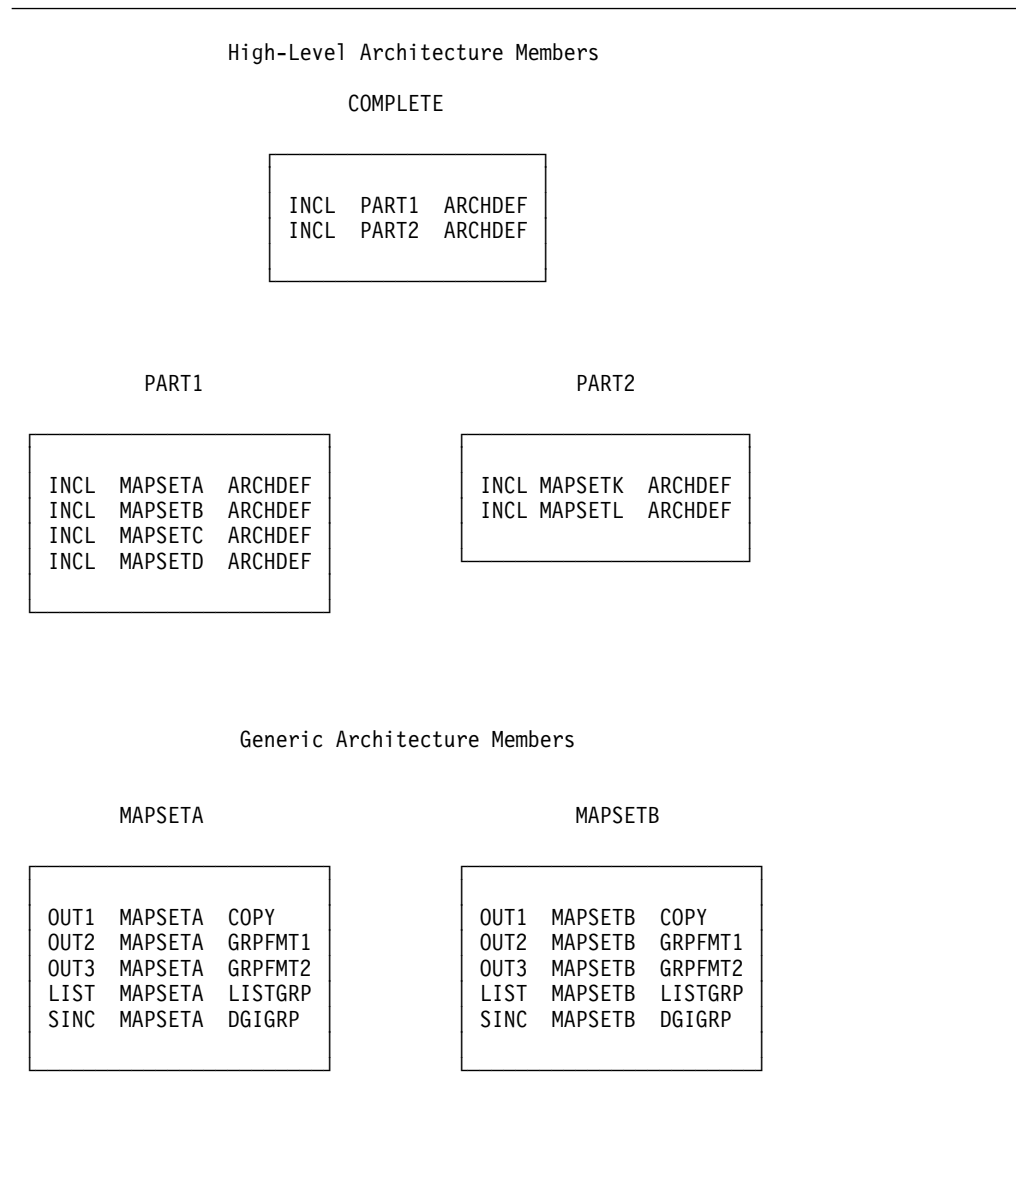 High-Level Architecture Members
COMPLETE
INCL PART1 ARCHDEF
INCL PART2 ARCHDEF
PART1
INCL MAPSETA ARCHDEF
INCL MAPSETB ARCHDEF
INCL MAPSETC ARCHDEF
INCL MAPSETD ARCHDEF
PART2
INCL MAPSETK ARCHDEF
INCL MAPSETL ARCHDEF
Generic Architecture Members
MAPSETA
OUT1 MAPSETA COPY
OUT2 MAPSETA GRPFMT1
OUT3 MAPSETA GRPFMT2
LIST MAPSETA LISTGRP
SINC MAPSETA DGIGRP
MAPSETB
OUT1 MAPSETB COPY
OUT2 MAPSETB GRPFMT1
OUT3 MAPSETB GRPFMT2
LIST MAPSETB LISTGRP
SINC MAPSETB DGIGRP